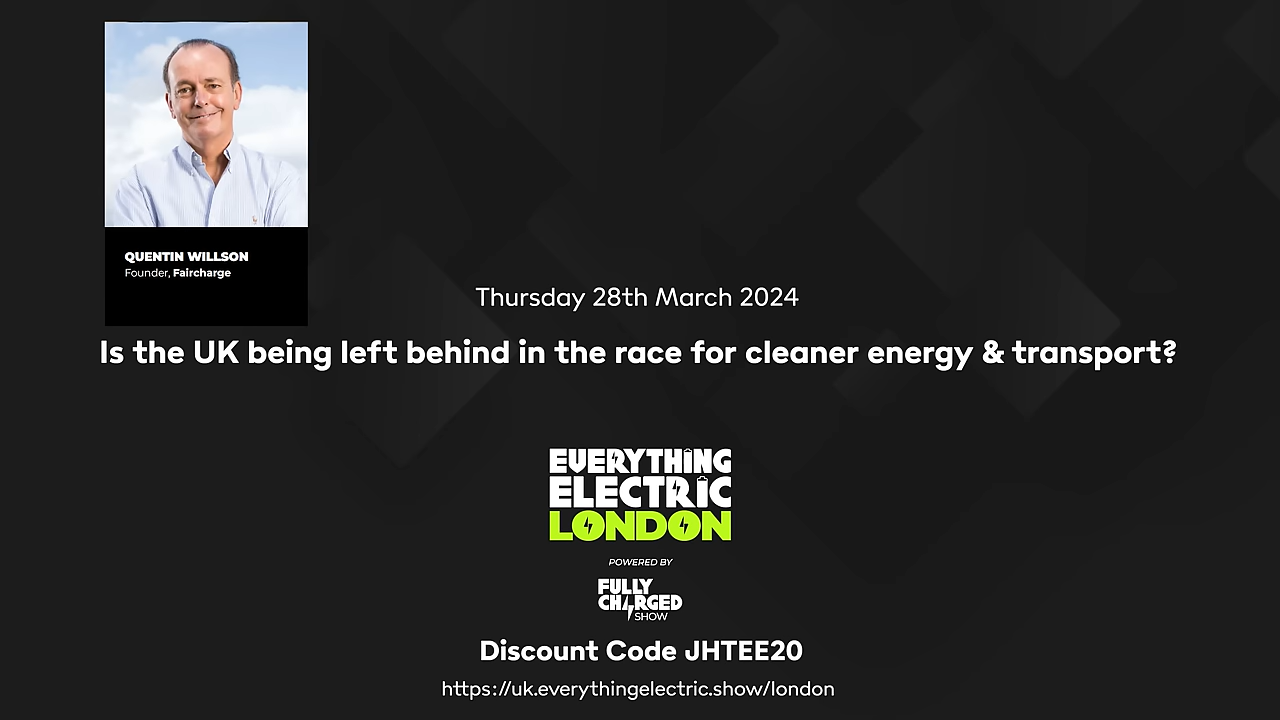 QUENTIN WILLSON
Founder, Faircharge
Thursday 28th March 2024
Is the UK being left behind in the race for cleaner energy & transport?
EVERYTHING
ELECTRIC
LONDON
POWERED BY
FULLY
CHARGED
SHOW
Discount Code JHTEE20
https://uk.everythingelectric.show/london